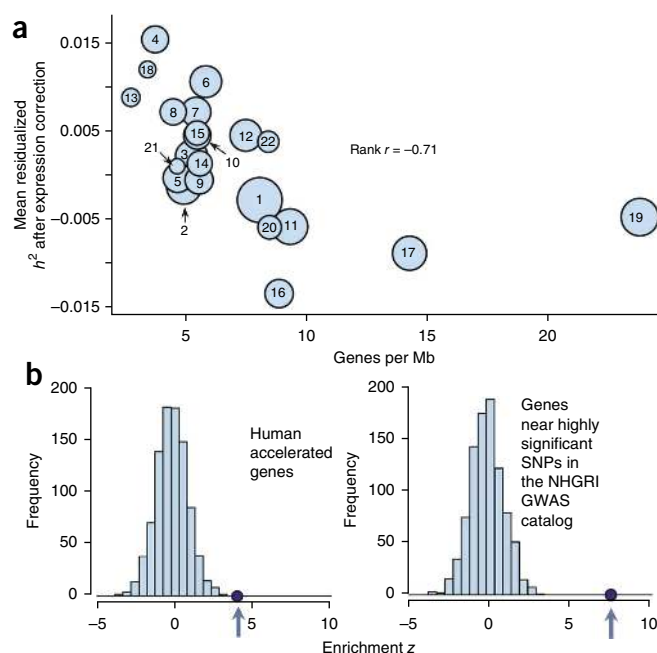 a
0.015
0.005
−0.005
−0.015
Mean residualized
h² after expression correction
4
18
13
6
8
7
15
12
22
21
3
10
14
5
9
2
1
20
11
16
17
19
Rank r = −0.71
5
10
15
20
Genes per Mb
b
200
150
100
50
0
Frequency
Human
accelerated
genes
−5
0
5
10
200
150
100
50
0
Frequency
Genes
near highly
significant
SNPs in
the NHGRI
GWAS
catalog
−5
0
5
10
Enrichment z